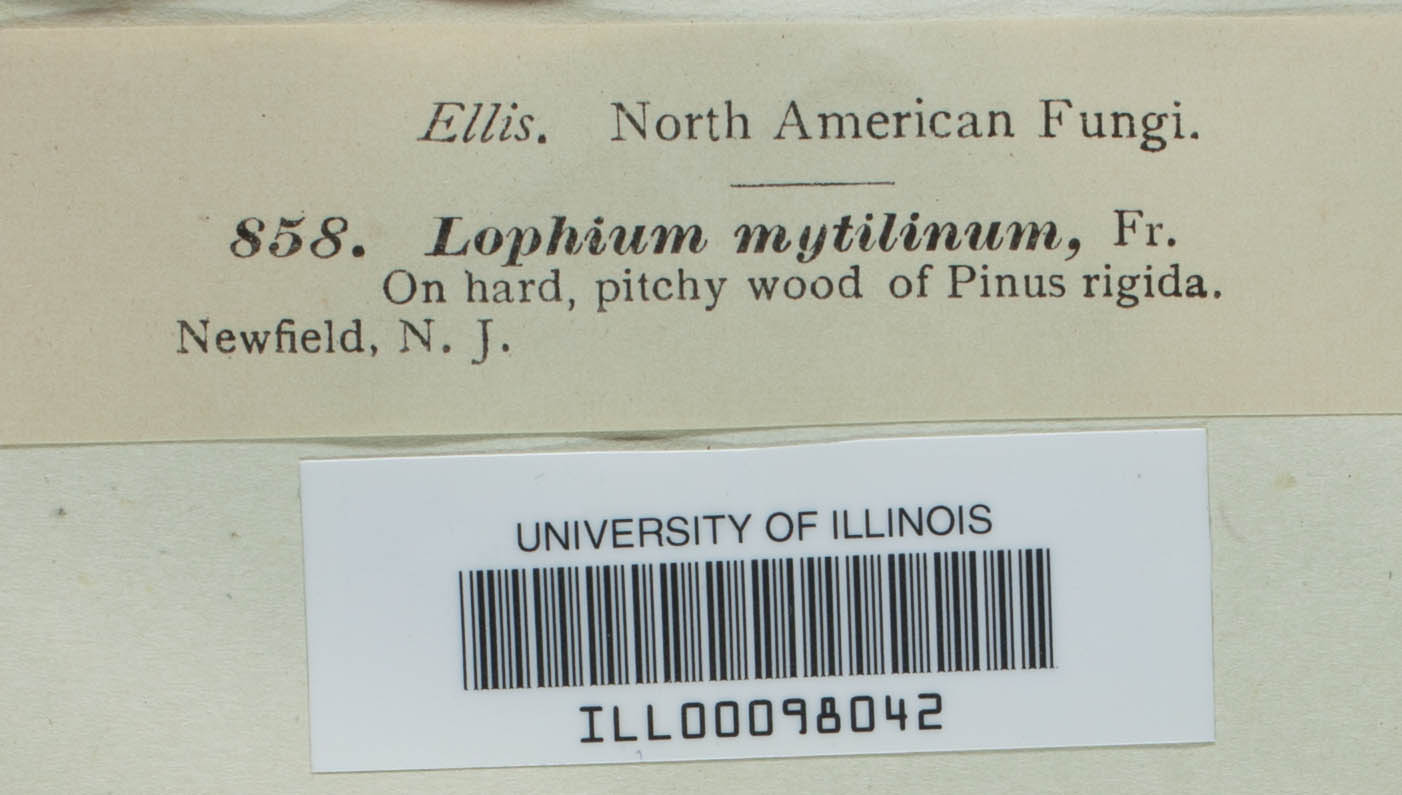 Ellis. North American Fungi.
858. Lophium mytilinum, Fr.
On hard, pitchy wood of Pinus rigida.
Newfield, N. J.
UNIVERSITY OF ILLINOIS
ILL00098042